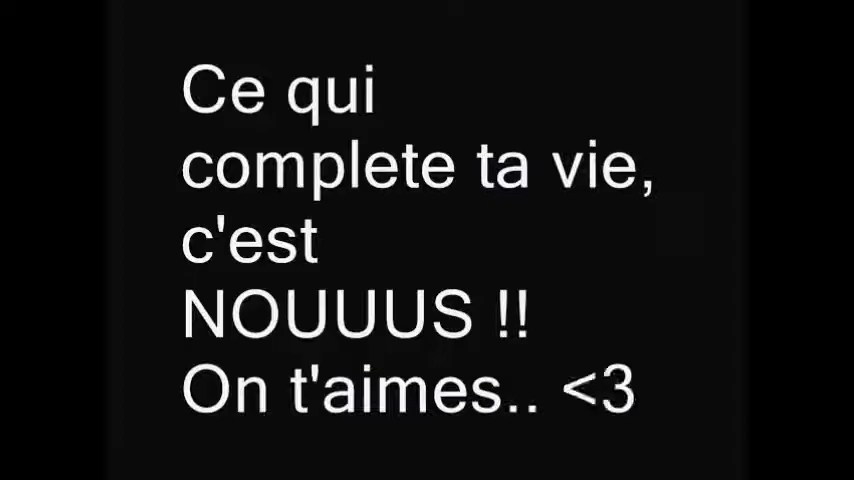 Ce qui
complete ta vie,
c'est
NOUUUS !!
On t'aimes.. <3